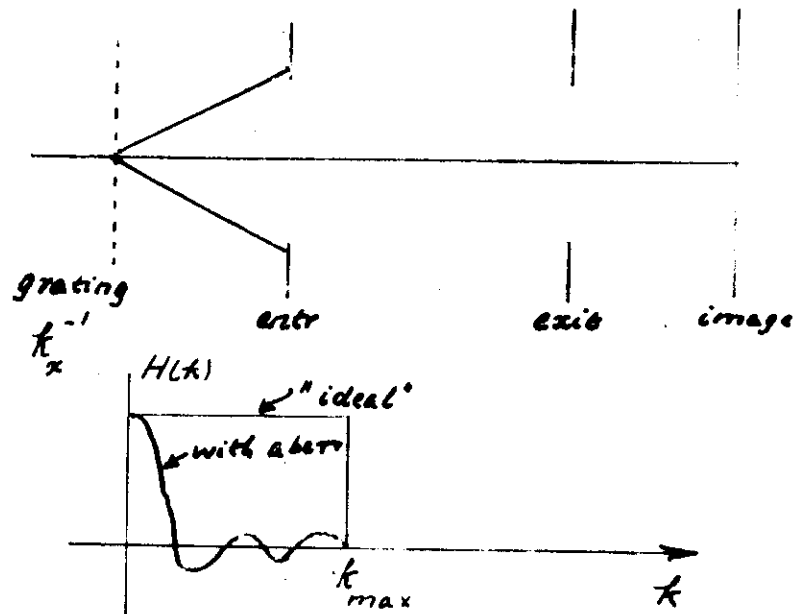 grating entr exit image
k_x^-1
H(k)
"ideal"
with aberr
k_max k